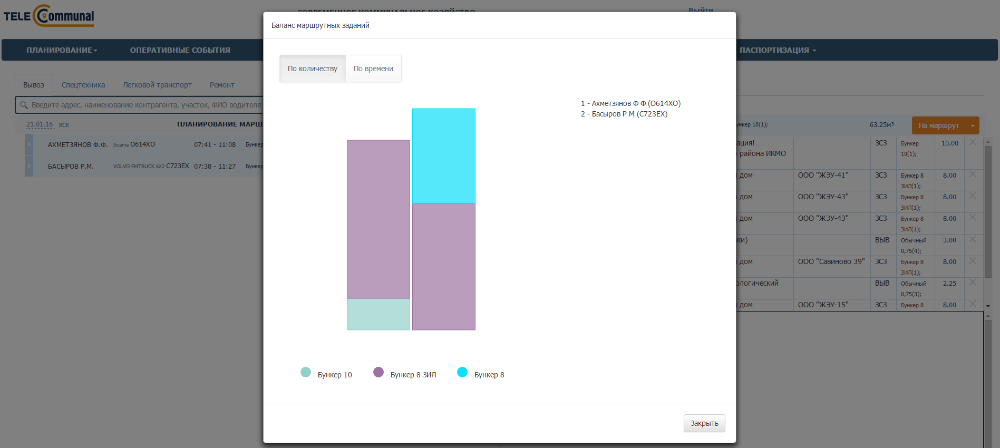 TELE Communal
СОВРЕМЕННОЕ КОММУНАЛЬНОЕ ХОЗЯЙСТВО
Выйти
ПЛАНИРОВАНИЕ
ОПЕРАТИВНЫЕ СОБЫТИЯ
ПАСПОРТИЗАЦИЯ
Вывоз
Спецтехника
Легковой транспорт
Ремонт
Введите адрес, наименование контрагента, участок, ФИО водителя
21.01.16 ВСЕ
ПЛАНИРОВАНИЕ МАРШ
АХМЕТЗЯНОВ Ф.Ф. Scania О614ХО 07:41 - 11:08 Бункер
БАСЫРОВ Р.М. VOLVO FMTRUCK 6X2 С723ЕХ 07:38 - 11:27 Бункер
Баланс маршрутных заданий
По количеству
По времени
1 - Ахметзянов Ф Ф (О614ХО)
2 - Басыров Р М (С723ЕХ)
- Бункер 10
- Бункер 8 ЗИЛ
- Бункер 8
Закрыть
ункер 10(1);
63.25м³
На маршрут
ация! ЗСЗ Бункер 10.00
района ИКМО 10(1);
дом ООО "ЖЭУ-41" ЗСЗ Бункер 8 8.00
ЗИЛ(1);
дом ООО "ЖЭУ-43" ЗСЗ Бункер 8 8.00
ЗИЛ(1);
дом ООО "ЖЭУ-43" ЗСЗ Бункер 8 8.00
ЗИЛ(1);
ки) ВЫВ Обычный 3.00
0,75(4);
дом ООО "Савиново 39" ЗСЗ Бункер 8 8.00
ЗИЛ(1);
ологический ВЫВ Обычный 2.25
0,75(3);
дом ООО "ЖЭУ-15" ЗСЗ Бункер 8 8.00